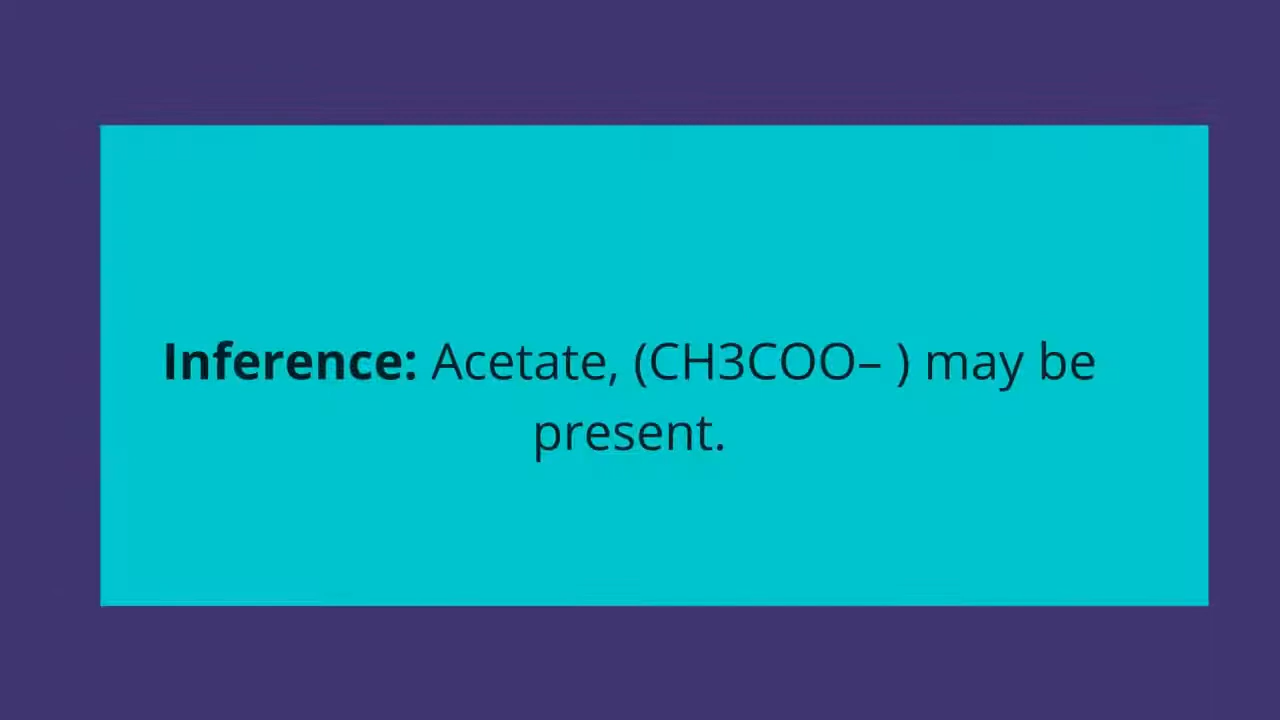 Inference: Acetate, (CH3COO– ) may be
present.